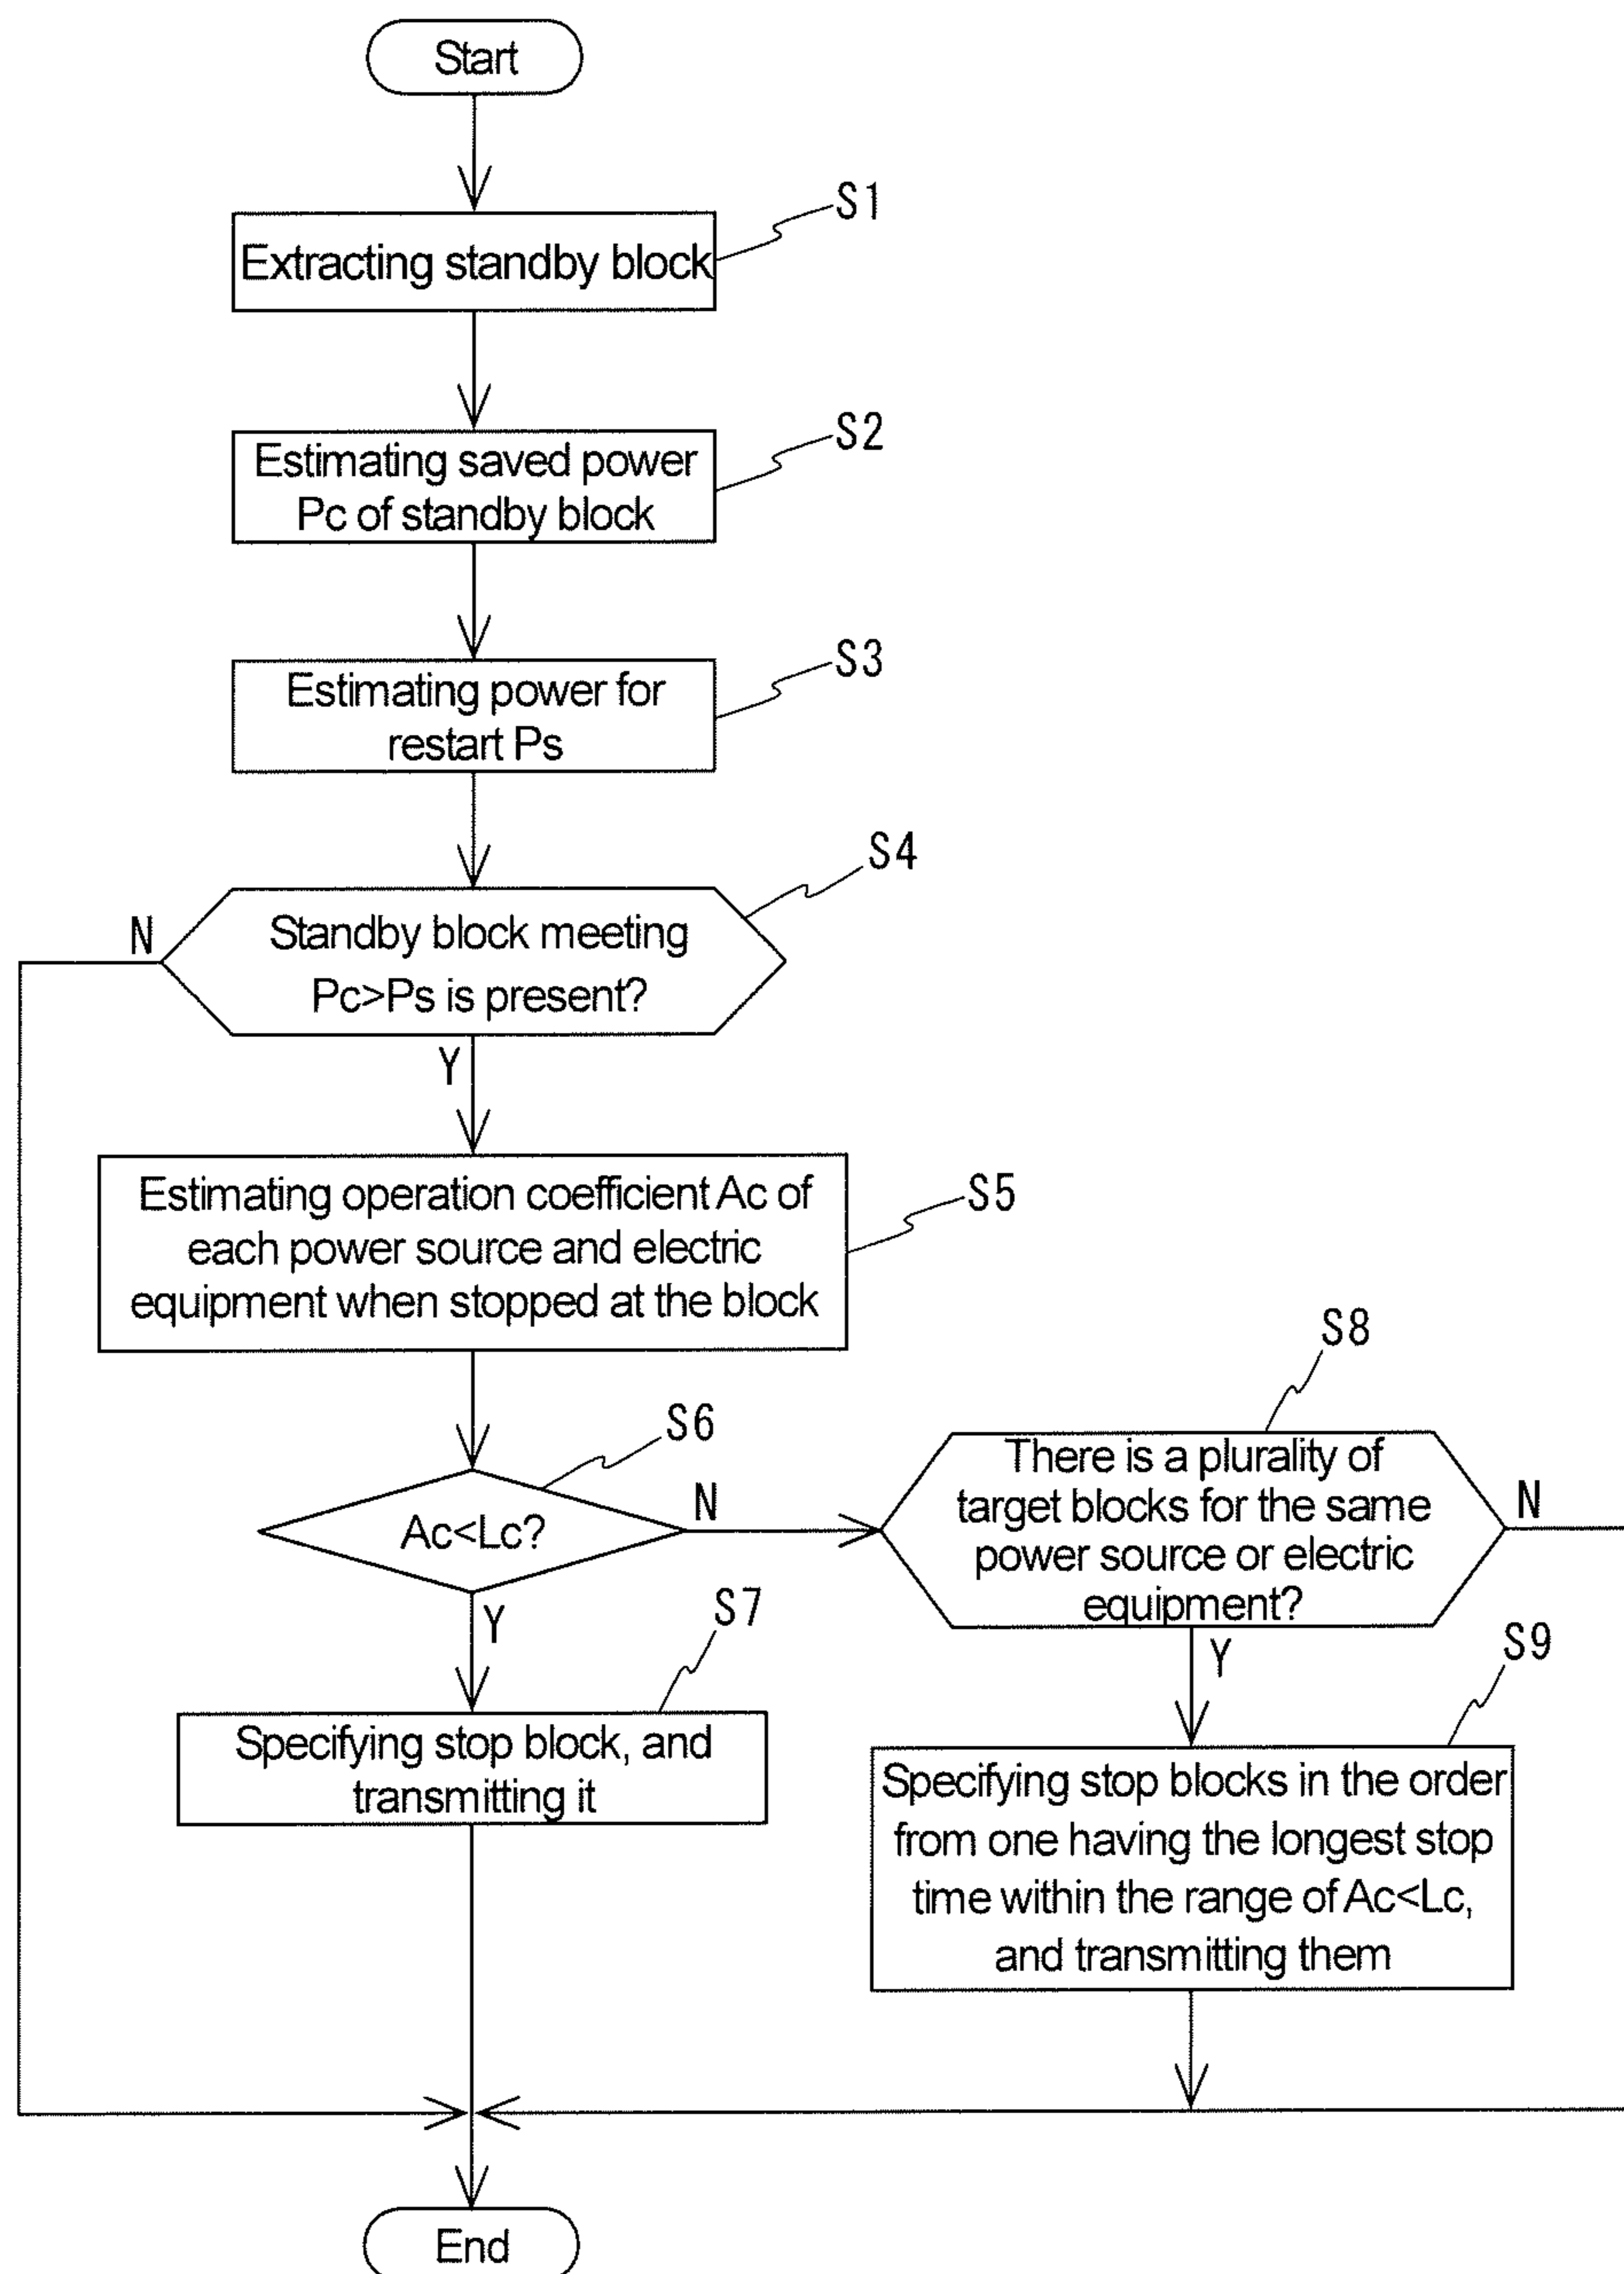 Start
S1
Extracting standby block
S2
Estimating saved power
Pc of standby block
S3
Estimating power for
restart Ps
S4
N
Standby block meeting
Pc>Ps is present?
Y
S5
Estimating operation coefficient Ac of
each power source and electric
equipment when stopped at the block
S6
Ac<Lc?
N
Y
S8
There is a plurality of
target blocks for the same
power source or electric
equipment?
N
Y
S7
Specifying stop block, and
transmitting it
S9
Specifying stop blocks in the order
from one having the longest stop
time within the range of Ac<Lc,
and transmitting them
End